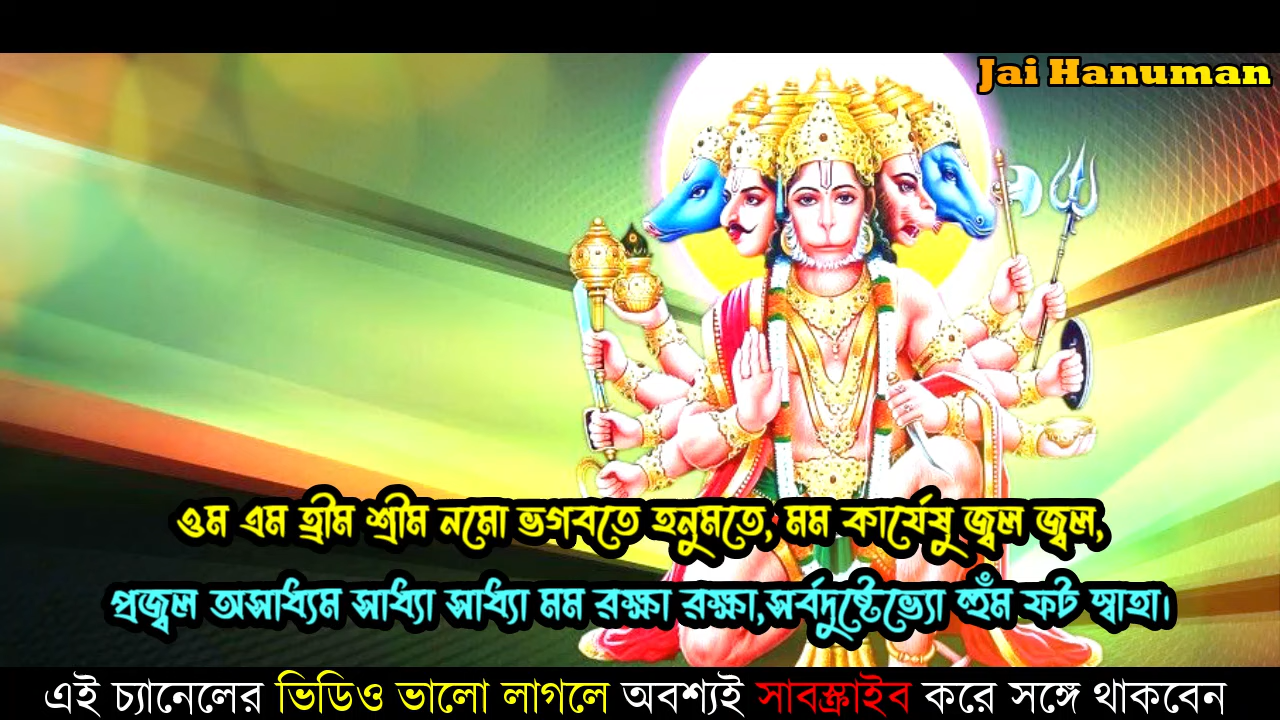 Jai Hanuman
ওম এম হ্রীম শ্রীম নমো ভগবতে হনুমতে, মম কার্যেষু জ্বল জ্বল,
প্রজ্বল অসাধ্যম সাধ্যা সাধ্যা মম রক্ষা রক্ষা,সর্বদুষ্টেভ্যো হুঁম ফট স্বাহা।
এই চ্যানেলের ভিডিও ভালো লাগলে অবশ্যই সাবস্ক্রাইব করে সঙ্গে থাকবেন